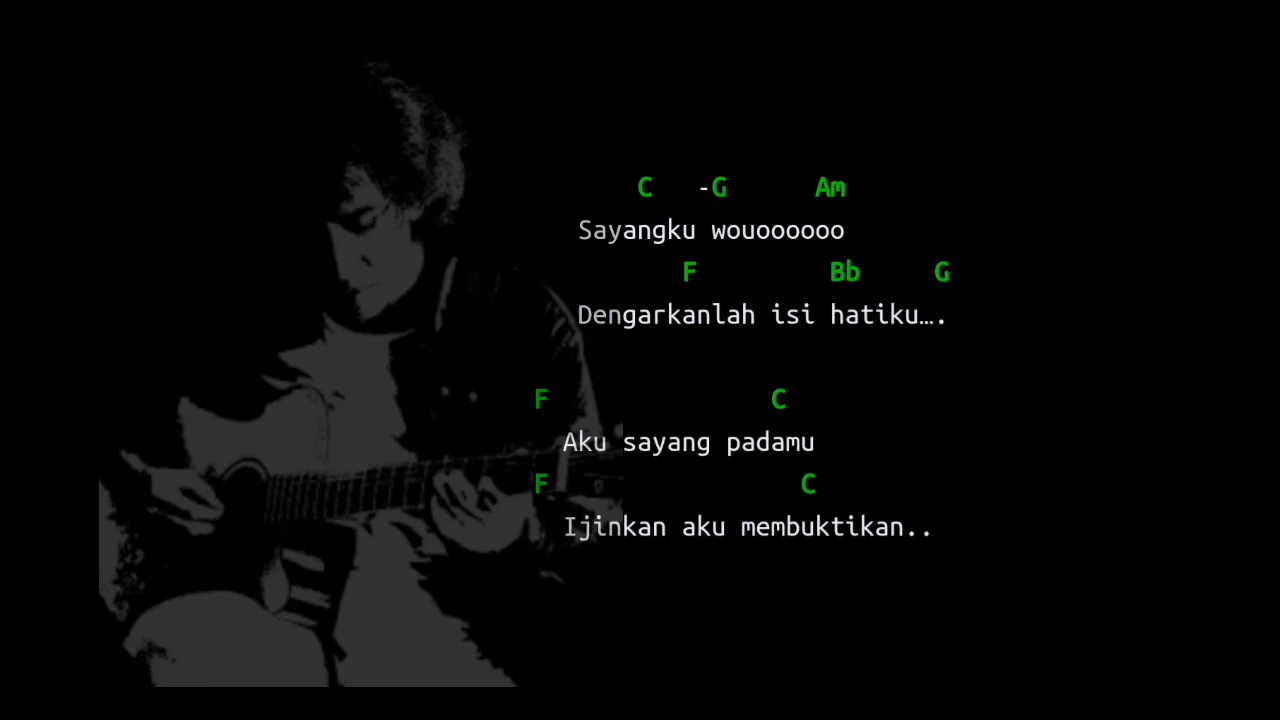 C -G Am
Sayangku wouoooooo
F Bb G
Dengarkanlah isi hatiku….
F C
Aku sayang padamu
F C
Ijinkan aku membuktikan..